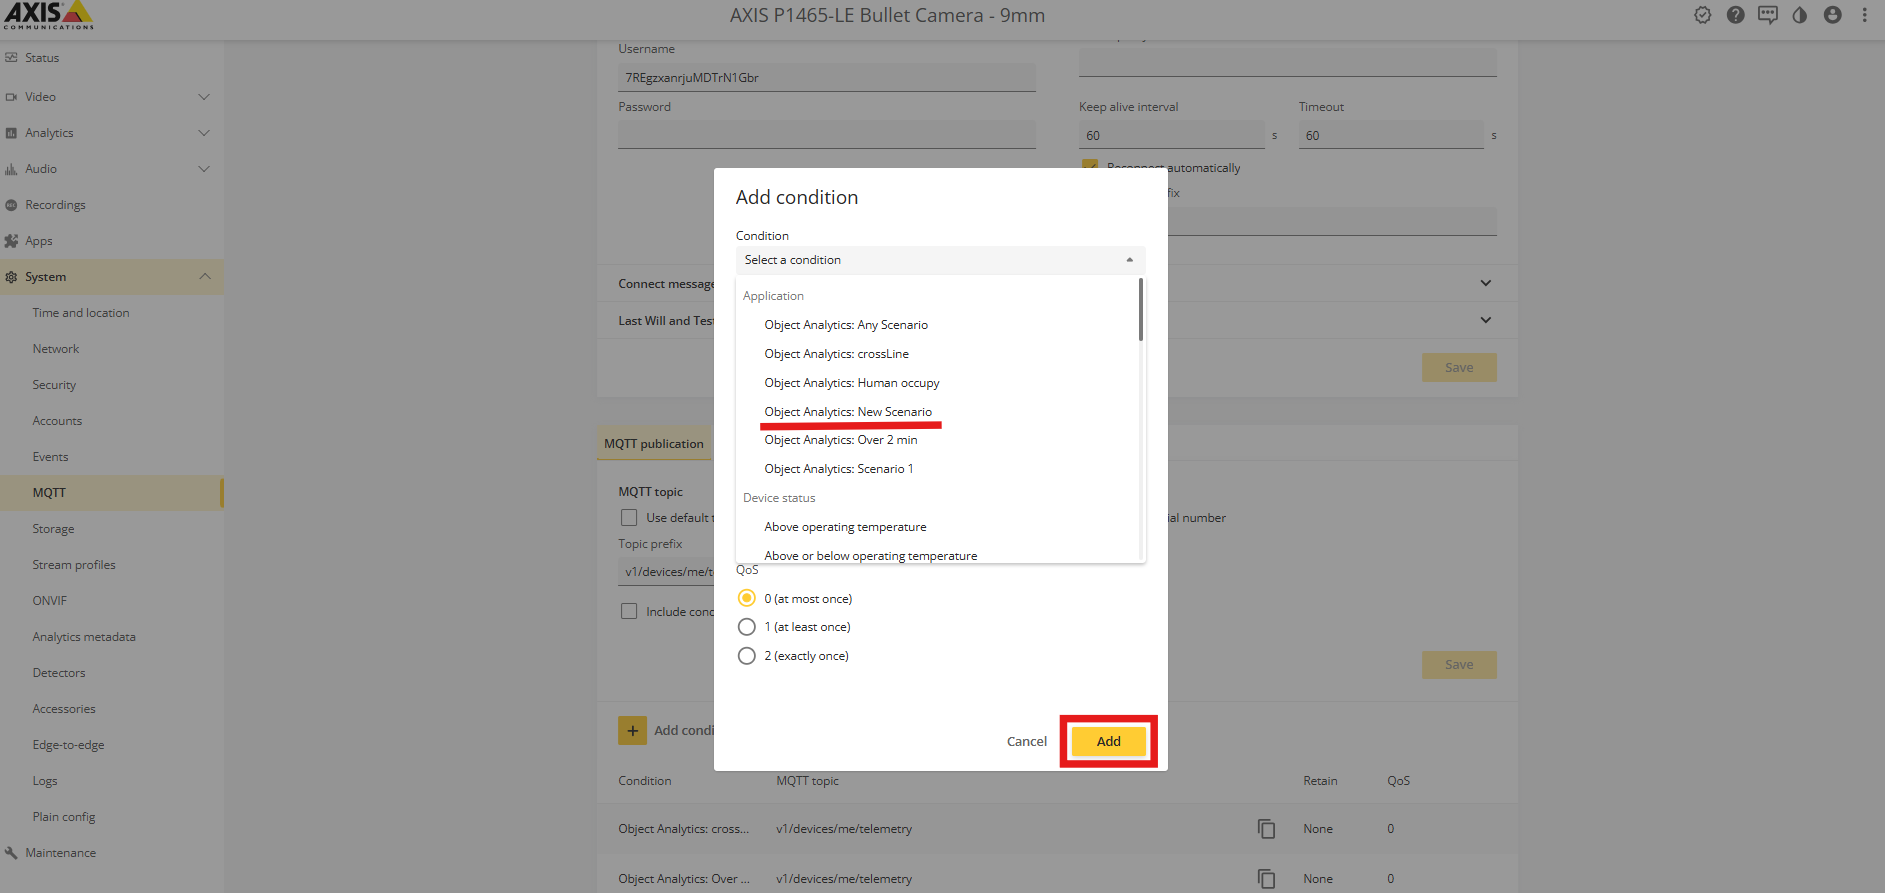 AXIS
COMMUNICATIONS
AXIS P1465-LE Bullet Camera - 9mm
Status
Video
Analytics
Audio
Recordings
Apps
System
Time and location
Network
Security
Accounts
Events
MQTT
Storage
Stream profiles
ONVIF
Analytics metadata
Detectors
Accessories
Edge-to-edge
Logs
Plain config
Maintenance
Username
7REgzxanrjuMDTrN1Gbr
Password
Keep alive interval
Timeout
60
s
60
s
Reconnect automatically
Connect message
Last Will and
Save
MQTT publication
MQTT topic
Use default
number
Topic prefix
v1/devices/me/
Include
Save
Add
Add condition
Condition
Select a condition
Application
Object Analytics: Any Scenario
Object Analytics: crossLine
Object Analytics: Human occupy
Object Analytics: New Scenario
Object Analytics: Over 2 min
Object Analytics: Scenario 1
Device status
Above operating temperature
Above or below operating temperature
QoS
0 (at most once)
1 (at least once)
2 (exactly once)
Cancel
Add
Condition
MQTT topic
Retain
QoS
Object Analytics: cross...
v1/devices/me/telemetry
None
0
Object Analytics: Over ...
v1/devices/me/telemetry
None
0